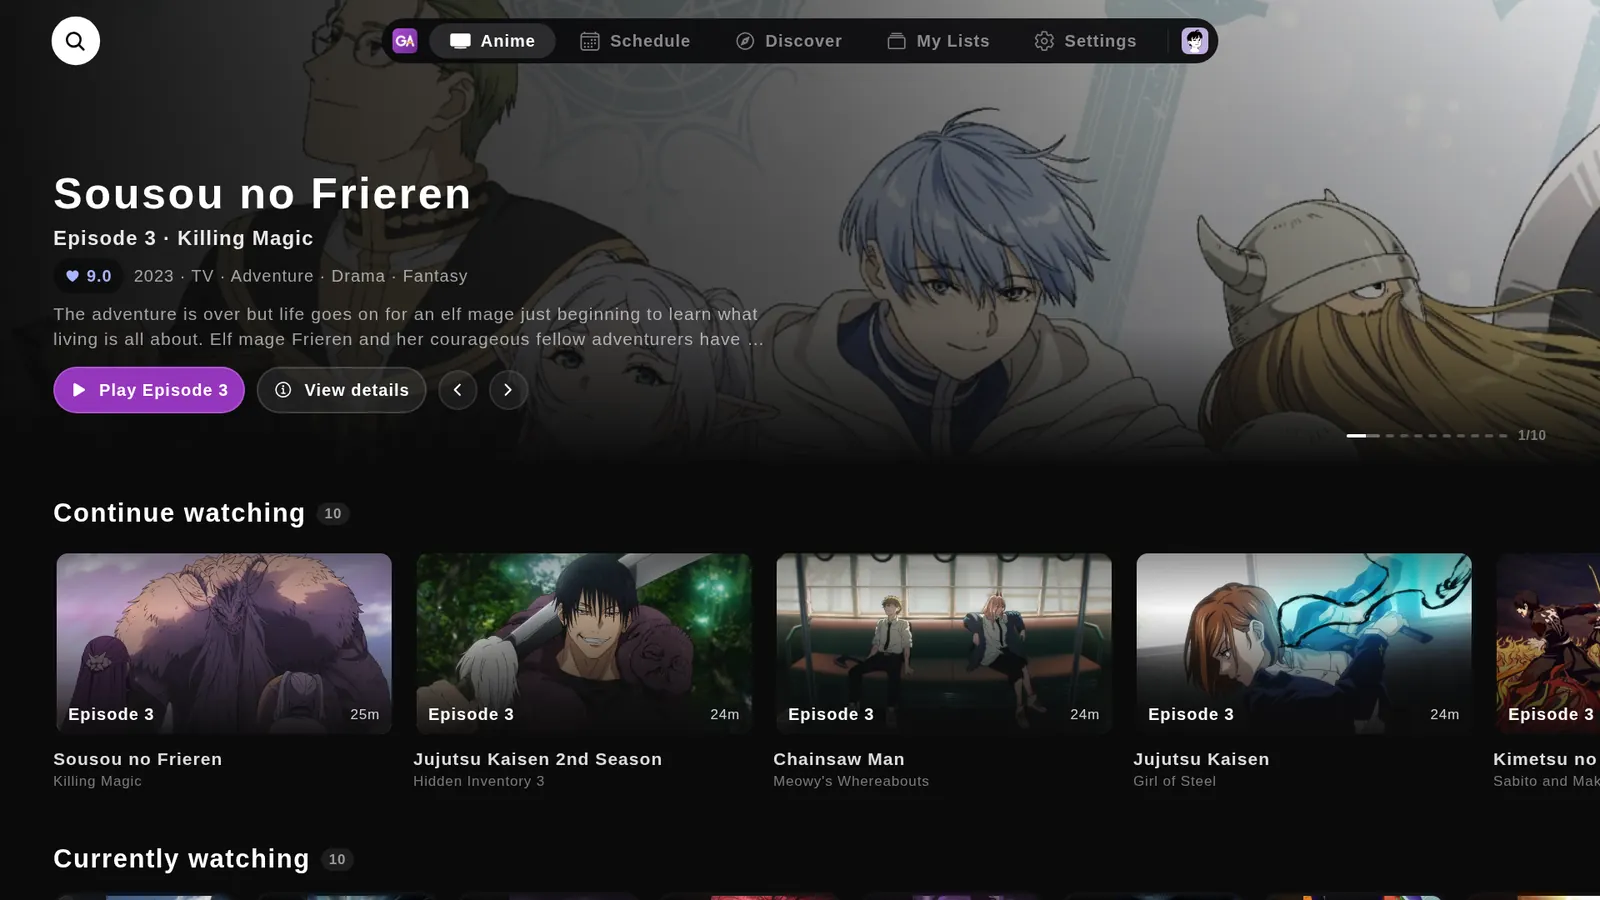 GA
Anime
Schedule
Discover
My Lists
Settings
Sousou no Frieren
Episode 3 · Killing Magic
9.0
2023 · TV · Adventure · Drama · Fantasy
The adventure is over but life goes on for an elf mage just beginning to learn what
living is all about. Elf mage Frieren and her courageous fellow adventurers have ...
Play Episode 3
View details
1/10
Continue watching 10
Episode 3 25m
Sousou no Frieren
Killing Magic
Episode 3 24m
Jujutsu Kaisen 2nd Season
Hidden Inventory 3
Episode 3 24m
Chainsaw Man
Meowy's Whereabouts
Episode 3 24m
Jujutsu Kaisen
Girl of Steel
Episode 3
Kimetsu no
Sabito and Mak
Currently watching 10